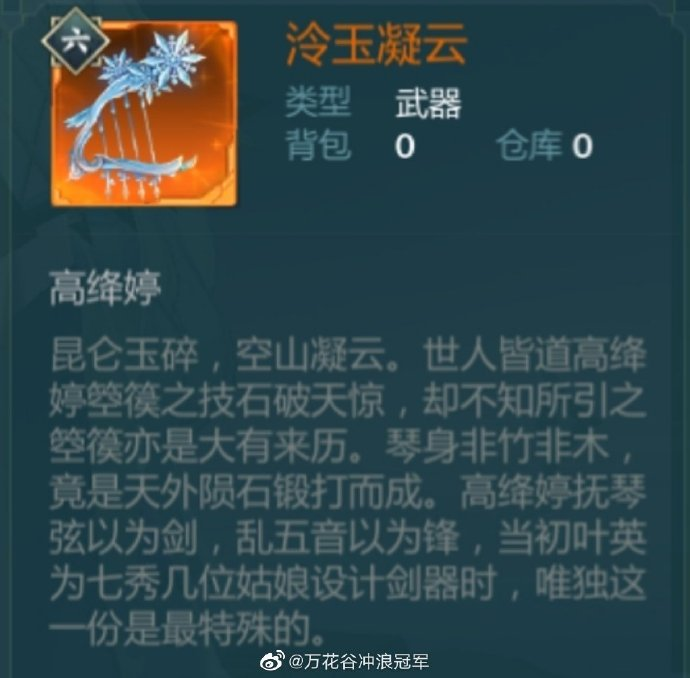 六
泠玉凝云
类型 武器
背包 0 仓库 0
高绛婷
昆仑玉碎，空山凝云。世人皆道高绛
婷箜篌之技石破天惊，却不知所引之
箜篌亦是大有来历。琴身非竹非木，
竟是天外陨石锻打而成。高绛婷抚琴
弦以为剑，乱五音以为锋，当初叶英
为七秀几位姑娘设计剑器时，唯独这
一份是最特殊的。
@万花谷冲浪冠军